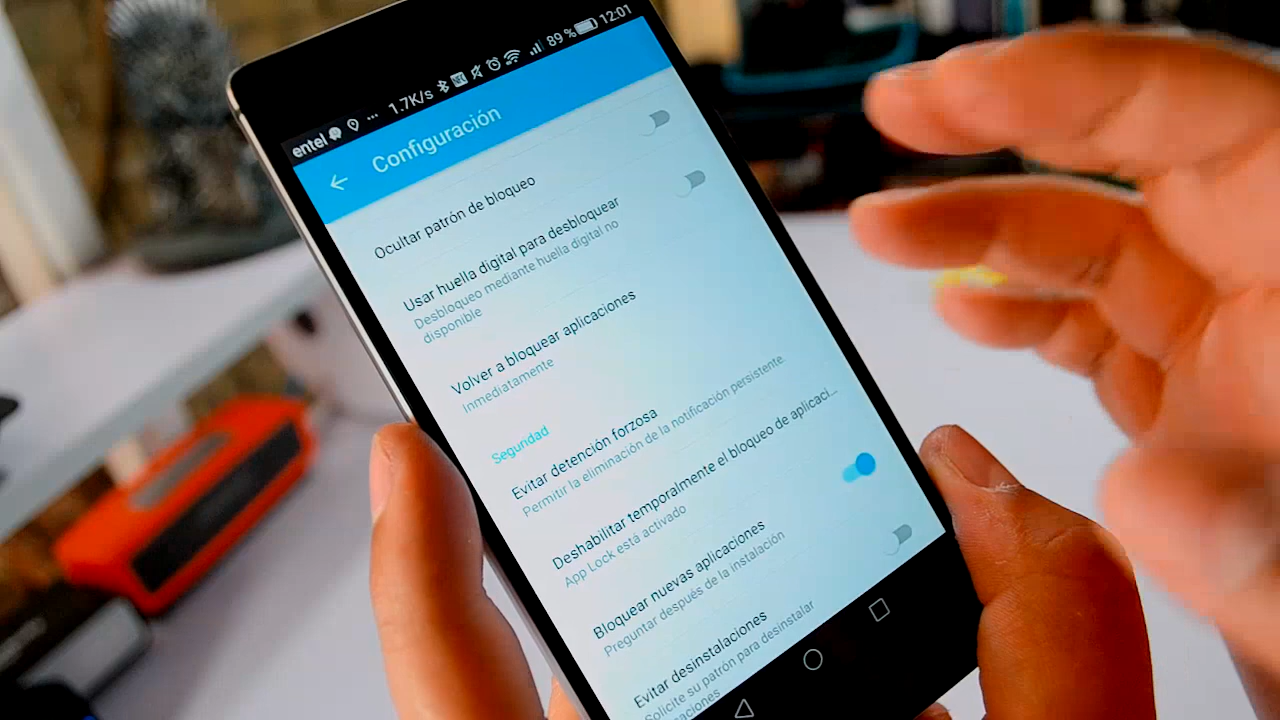 entel ... 1.7K/s 89 % 12:01
Configuración
Ocultar patrón de bloqueo
Usar huella digital para desbloquear
Desbloqueo mediante huella digital no
disponible
Volver a bloquear aplicaciones
Inmediatamente
Seguridad
Evitar detención forzosa
Permitir la eliminación de la notificación persistente.
Deshabilitar temporalmente el bloqueo de aplicaci...
App Lock está activado
Bloquear nuevas aplicaciones
Preguntar después de la instalación
Evitar desinstalaciones
Solicite su patrón para desinstalar